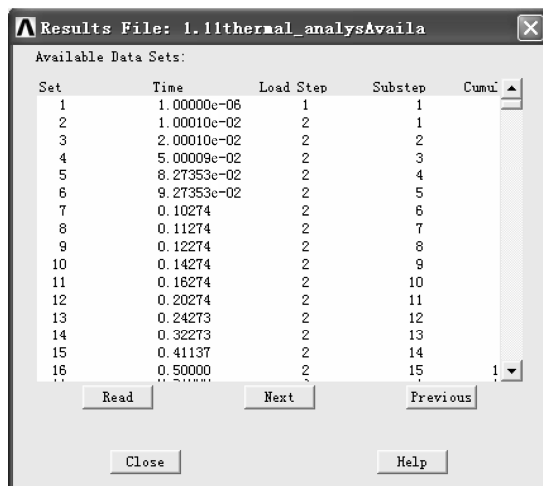 Results File: 1.11thermal_analysAvaila
Available Data Sets:
Set Time Load Step Substep Cumul
1 1.00000e-06 1 1
2 1.00010e-02 2 1
3 2.00010e-02 2 2
4 5.00009e-02 2 3
5 8.27353e-02 2 4
6 9.27353e-02 2 5
7 0.10274 2 6
8 0.11274 2 7
9 0.12274 2 8
10 0.14274 2 9
11 0.16274 2 10
12 0.20274 2 11
13 0.24273 2 12
14 0.32273 2 13
15 0.41137 2 14
16 0.50000 2 15 1
Read Next Previous
Close Help